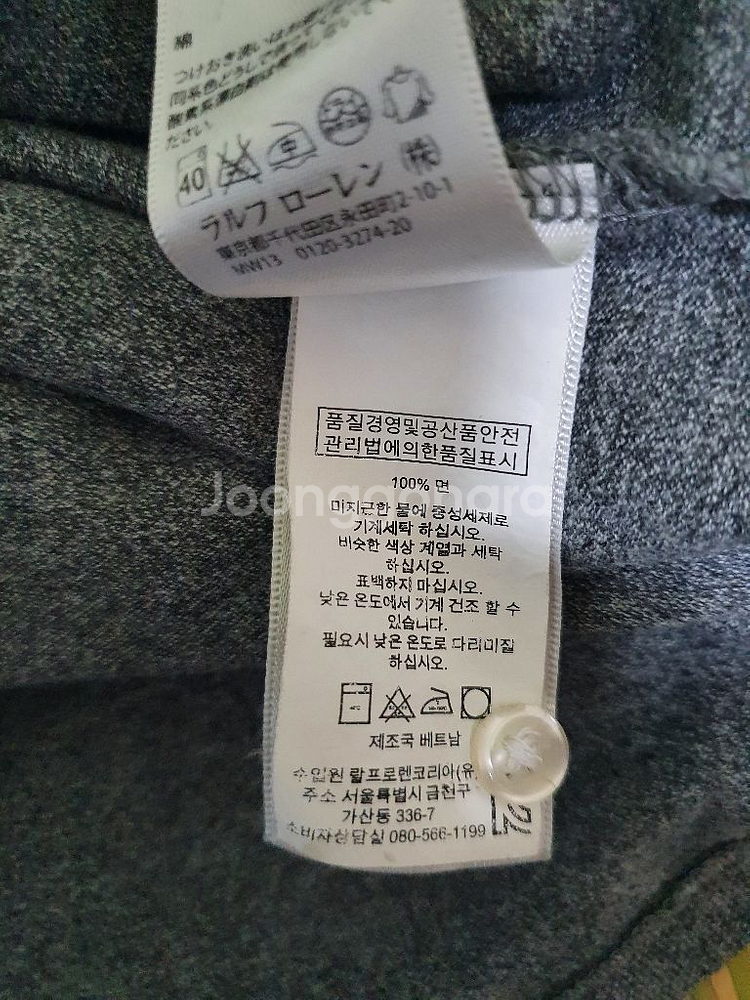 綿
つけおき洗いはお避け
同系色どうしで
酸素系漂白剤は使用しないで
ださい。
40
ラルフ ローレン (株)
東京都千代田区永田町2-10-1
MW13 0120-3274-20
품질경영및공산품안전
관리법에의한품질표시
100% 면
미지근한 물에 중성세제로
기계세탁 하십시오.
비슷한 색상 계열과 세탁
하십시오.
표백하지 마십시오.
낮은 온도에서 기계 건조 할 수
있습니다.
필요시 낮은 온도로 다리미질
하십시오.
제조국 베트남
수입원 랄프로렌코리아(유)
주소 서울특별시 금천구
가산동 336-7
소비자상담실 080-566-1199
Joonggonara